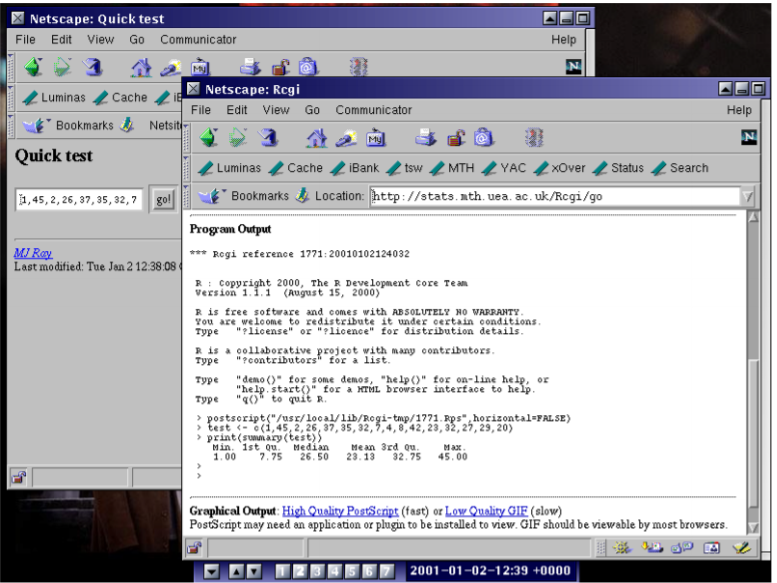 Netscape: Quick test
File Edit View Go Communicator Help
My
N
Luminas Cache iB
Bookmarks Netsit
Quick test
1,45,2,26,37,35,32,7 go!
MJ Ray
Last modified: Tue Jan 2 12:38:08
Netscape: Rcgi
File Edit View Go Communicator Help
My
N
Luminas Cache iBank tsw MTH YAC xOver Status Search
Bookmarks Location: http://stats.mth.uea.ac.uk/Rcgi/go
Program Output
*** Rcgi reference 1771:20010102124032
R : Copyright 2000, The R Development Core Team
Version 1.1.1 (August 15, 2000)
R is free software and comes with ABSOLUTELY NO WARRANTY.
You are welcome to redistribute it under certain conditions.
Type "?license" or "?licence" for distribution details.
R is a collaborative project with many contributors.
Type "?contributors" for a list.
Type "demo()" for some demos, "help()" for on-line help, or
"help.start()" for a HTML browser interface to help.
Type "q()" to quit R.
> postscript("/usr/local/lib/Rcgi-tmp/1771.Rps",horizontal=FALSE)
> test <- c(1,45,2,26,37,35,32,7,4,8,42,23,32,27,29,20)
> print(summary(test))
Min. 1st Qu. Median Mean 3rd Qu. Max.
1.00 7.75 26.50 23.13 32.75 45.00
>
>
Graphical Output: High Quality PostScript (fast) or Low Quality GIF (slow)
PostScript may need an application or plugin to be installed to view. GIF should be viewable by most browsers.
1 2 3 4 5 6 7 2001-01-02-12:39 +0000